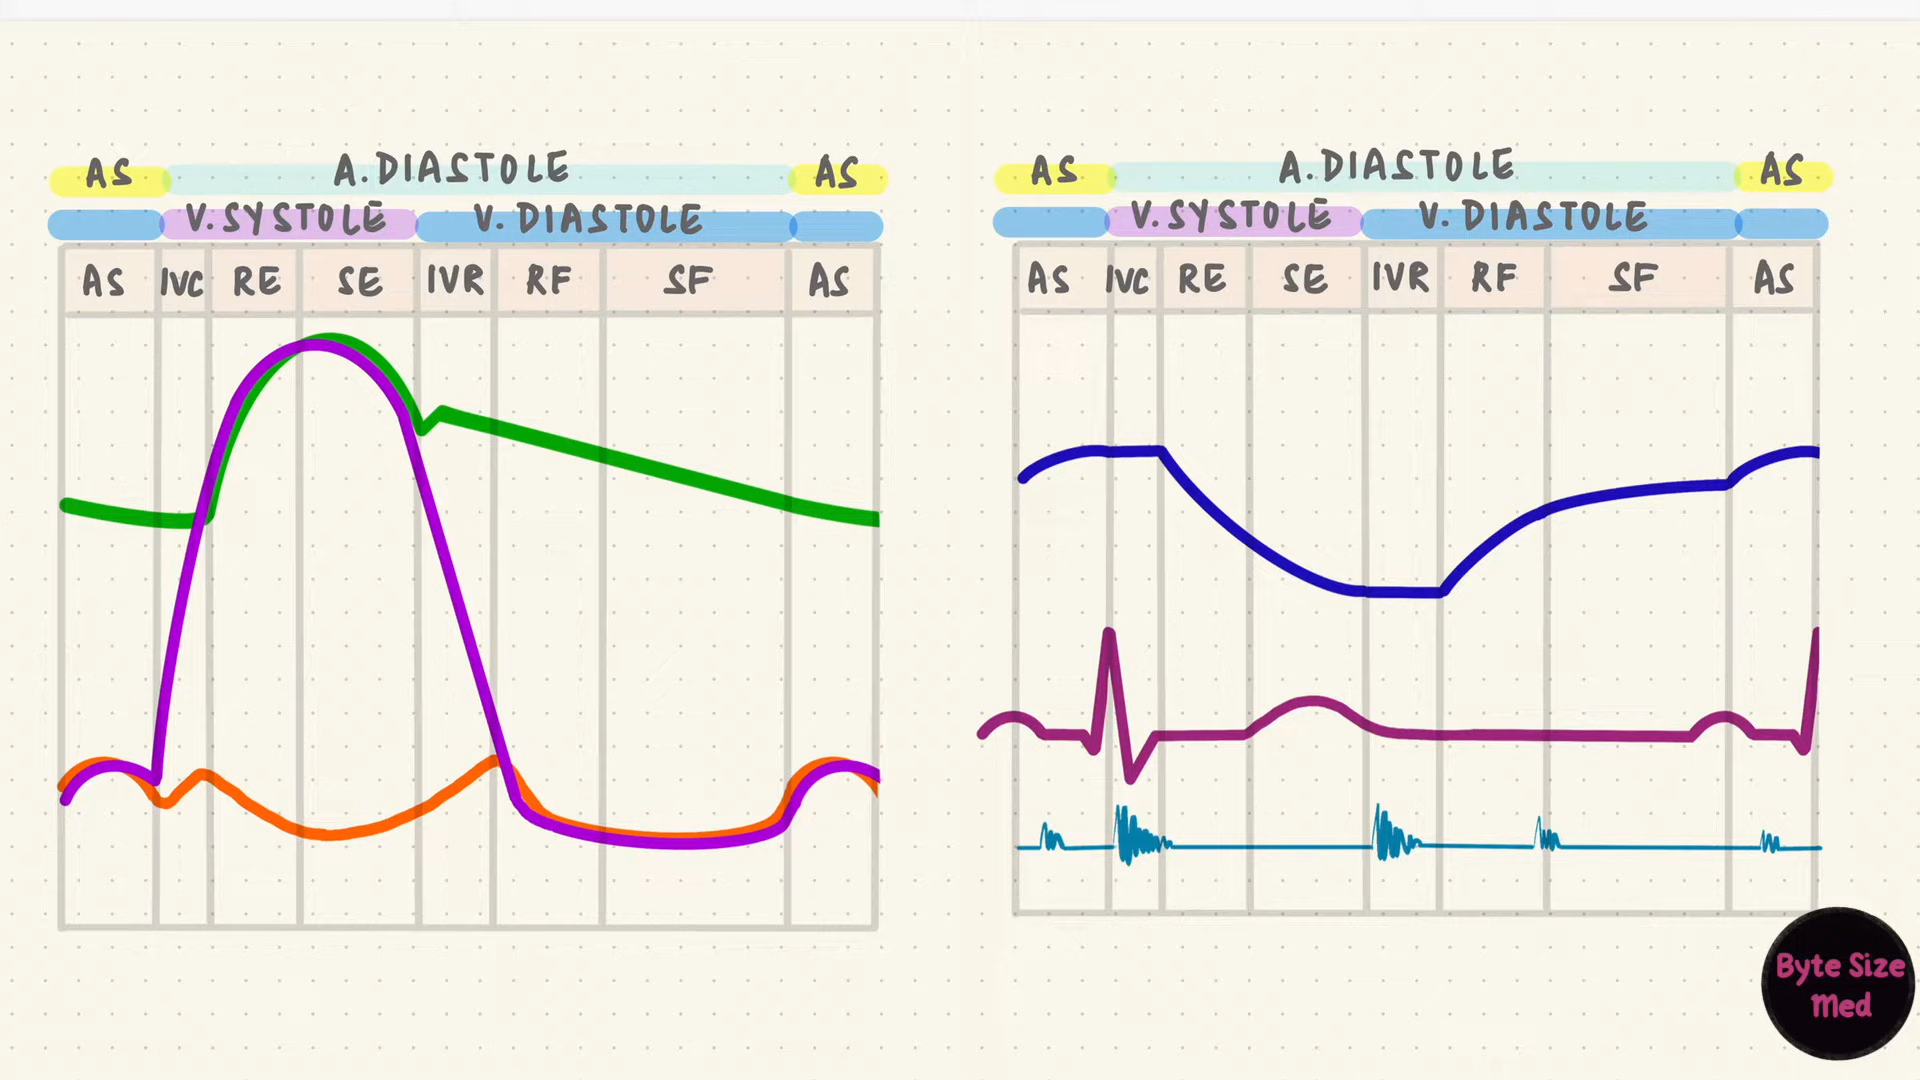 AS A.DIASTOLE AS
V.SYSTOLE V. DIASTOLE
AS IVC RE SE IVR RF SF AS
AS A.DIASTOLE AS
V.SYSTOLE V. DIASTOLE
AS IVC RE SE IVR RF SF AS
Byte Size
Med